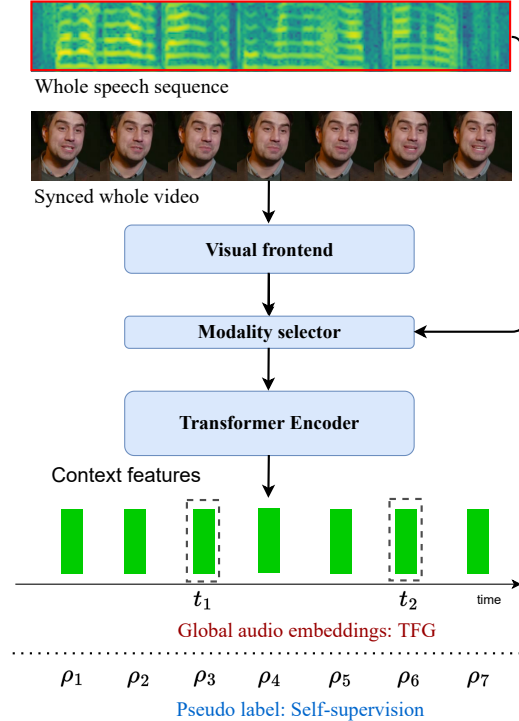 Whole speech sequence
Synced whole video
Visual frontend
Modality selector
Transformer Encoder
Context features
t₁ t₂ time
Global audio embeddings: TFG
ρ₁ ρ₂ ρ₃ ρ₄ ρ₅ ρ₆ ρ₇
Pseudo label: Self-supervision